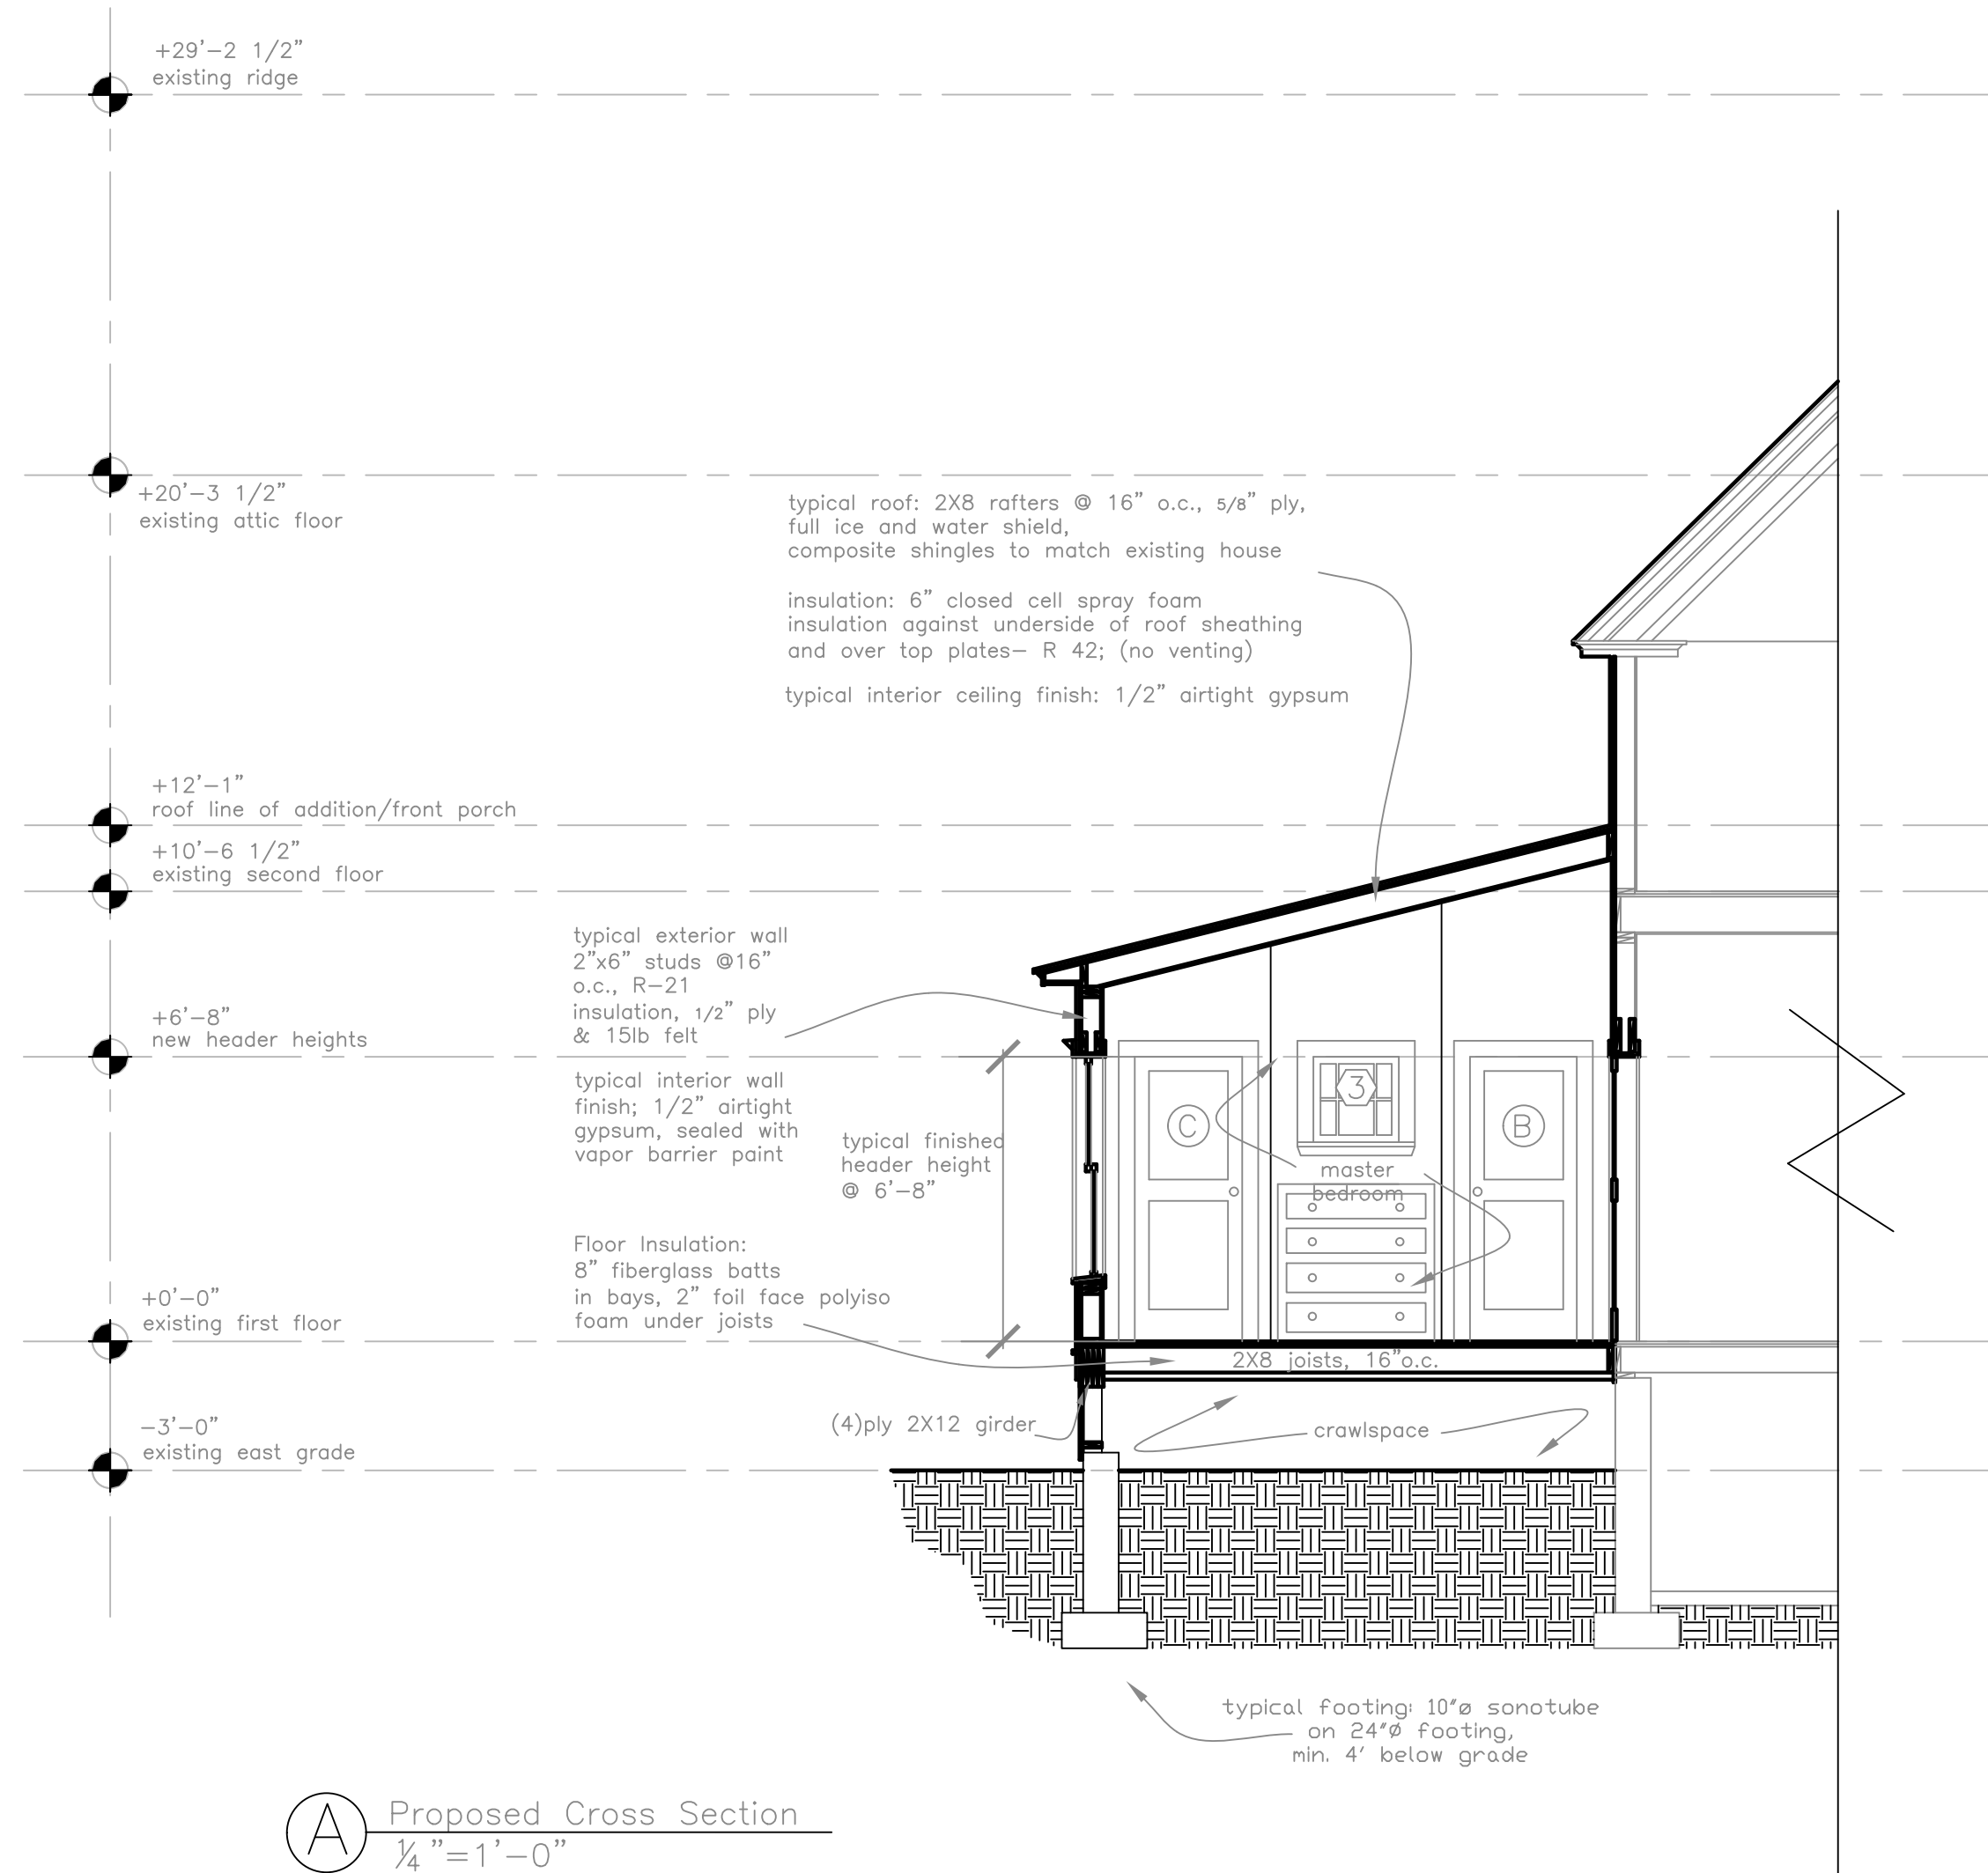 +29'-2 1/2"
existing ridge
+20'-3 1/2"
existing attic floor
typical roof: 2X8 rafters @ 16" o.c., 5/8" ply,
full ice and water shield,
composite shingles to match existing house
insulation: 6" closed cell spray foam
insulation against underside of roof sheathing
and over top plates- R 42; (no venting)
typical interior ceiling finish: 1/2" airtight gypsum
+12'-1"
roof line of addition/front porch
+10'-6 1/2"
existing second floor
typical exterior wall
2"x6" studs @16"
o.c., R-21
insulation, 1/2" ply
& 15lb felt
+6'-8"
new header heights
typical interior wall
finish; 1/2" airtight
gypsum, sealed with
vapor barrier paint
typical finished
header height
@ 6'-8"
C
3
B
master
bedroom
Floor Insulation:
8" fiberglass batts
in bays, 2" foil face polyiso
foam under joists
+0'-0"
existing first floor
2X8 joists, 16"o.c.
(4)ply 2X12 girder
crawlspace
-3'-0"
existing east grade
typical footing: 10"ø sonotube
on 24"Ø footing,
min. 4' below grade
A
Proposed Cross Section
1/4"=1'-0"